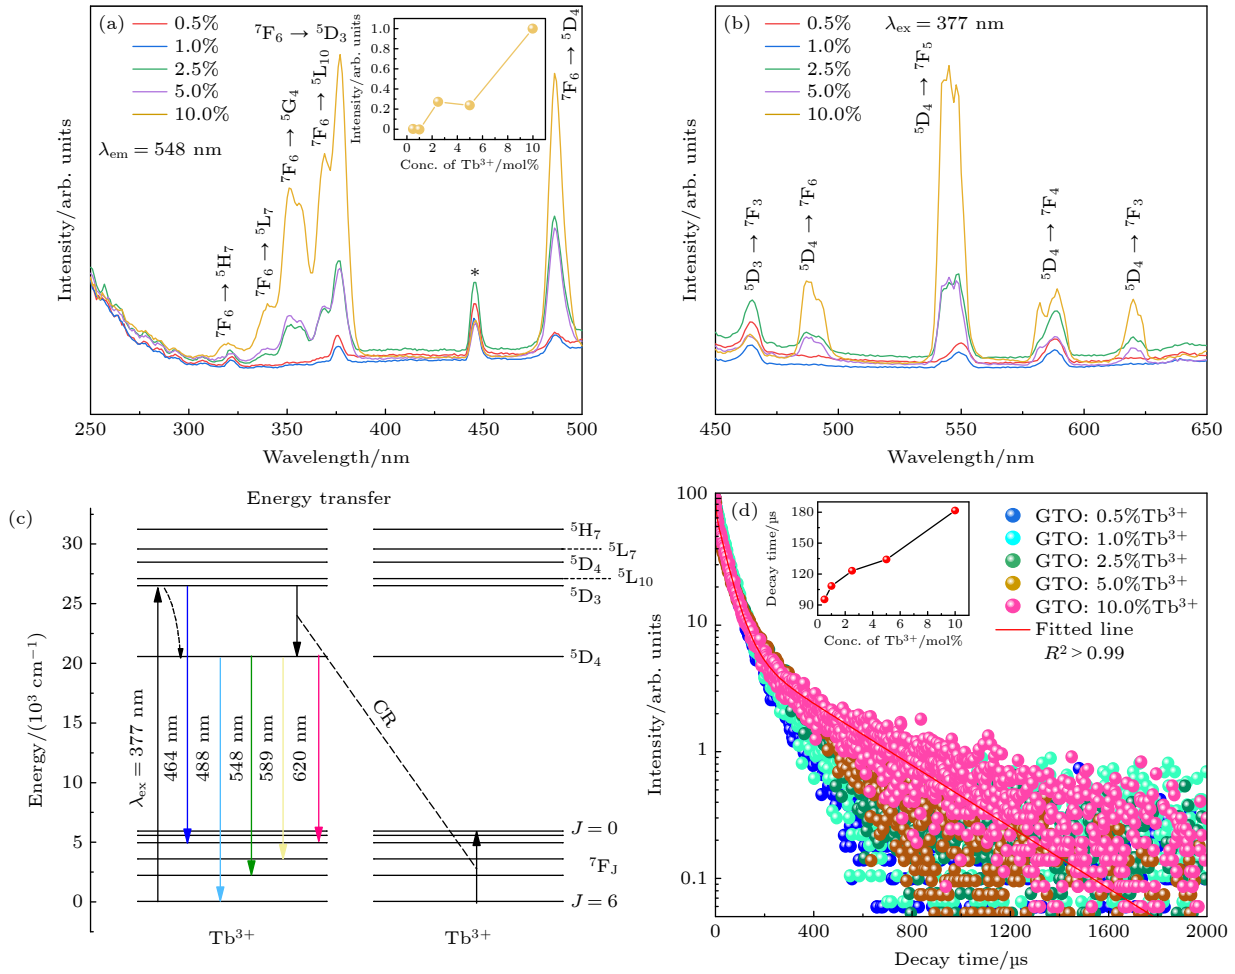 (a)
0.5%
1.0%
2.5%
5.0%
10.0%
λem = 548 nm
⁷F₆ → ⁵H₇
⁷F₆ → ⁵L₇
⁷F₆ → ⁵G₄
⁷F₆ → ⁵L₁₀
⁷F₆ → ⁵D₃
⁷F₆ → ⁵D₄
*
Intensity/arb. units
1.0
0.8
0.6
0.4
0.2
0
0 2 4 6 8 10
Conc. of Tb³⁺/mol%
Intensity/arb. units
250 300 350 400 450 500
Wavelength/nm
(b)
0.5%
1.0%
2.5%
5.0%
10.0%
λex = 377 nm
⁵D₃ → ⁷F₃
⁵D₄ → ⁷F₆
⁵D₄ → ⁷F₅
⁵D₄ → ⁷F₄
⁵D₄ → ⁷F₃
Intensity/arb. units
450 500 550 600 650
Wavelength/nm
(c)
Energy transfer
Energy/(10³ cm⁻¹)
30
25
20
15
10
5
0
⁵H₇
⁵L₇
⁵D₄
⁵L₁₀
⁵D₃
⁵D₄
J = 0
⁷FJ
J = 6
λex = 377 nm
464 nm
488 nm
548 nm
589 nm
620 nm
CR
Tb³⁺ Tb³⁺
(d)
Decay time/μs
180
150
120
90
0 2 4 6 8 10
Conc. of Tb³⁺/mol%
GTO: 0.5%Tb³⁺
GTO: 1.0%Tb³⁺
GTO: 2.5%Tb³⁺
GTO: 5.0%Tb³⁺
GTO: 10.0%Tb³⁺
Fitted line
R² > 0.99
Intensity/arb. units
100
10
1
0.1
0 400 800 1200 1600 2000
Decay time/μs